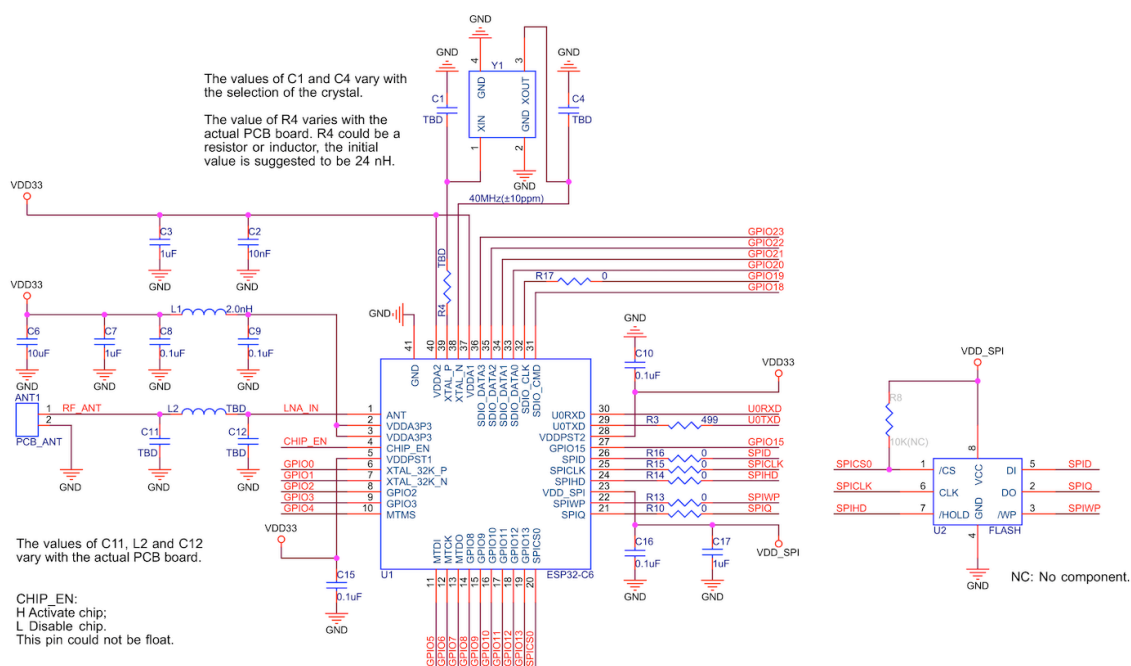 The values of C1 and C4 vary with
the selection of the crystal.
The value of R4 varies with the
actual PCB board. R4 could be a
resistor or inductor, the initial
value is suggested to be 24 nH.
GND
GND
GND
4
3
Y1
C1
TBD
GND
XOUT
XIN
GND
C4
TBD
1
2
GND
40MHz(±10ppm)
VDD33
C3
1uF
C2
10nF
GND
GND
TBD
R4
GPIO23
GPIO22
GPIO21
GPIO20
R17
0
GPIO19
GPIO18
VDD33
L1
2.0nH
C6
10uF
C7
1uF
C8
0.1uF
C9
0.1uF
GND
GND
GND
GND
GND
41
40
39
38
37
36
35
34
33
32
31
GND
VDDA2
XTAL_P
XTAL_N
VDDA1
SDIO_DATA3
SDIO_DATA2
SDIO_DATA1
SDIO_DATA0
SDIO_CLK
SDIO_CMD
GND
C10
0.1uF
VDD33
ANT1
1
2
PCB_ANT
RF_ANT
L2
TBD
LNA_IN
C11
TBD
C12
TBD
GND
GND
GND
CHIP_EN
GPIO0
GPIO1
GPIO2
GPIO3
GPIO4
1
2
3
4
5
6
7
8
9
10
ANT
VDDA3P3
VDDA3P3
CHIP_EN
VDDPST1
XTAL_32K_P
XTAL_32K_N
GPIO2
GPIO3
MTMS
U0RXD
U0TXD
VDDPST2
GPIO15
SPID
SPICLK
SPIHD
VDD_SPI
SPIWP
SPIQ
30
29
28
27
26
25
24
23
22
21
R3
499
R16
0
R15
0
R14
0
R13
0
R10
0
U0RXD
U0TXD
GPIO15
SPID
SPICLK
SPIHD
SPIWP
SPIQ
VDD33
C15
0.1uF
GND
MTDI
MTCK
MTDO
GPIO8
GPIO9
GPIO10
GPIO11
GPIO12
GPIO13
SPICS0
U1
ESP32-C6
11
12
13
14
15
16
17
18
19
20
GPIO5
GPIO6
GPIO7
GPIO8
GPIO9
GPIO10
GPIO11
GPIO12
GPIO13
SPICS0
C16
0.1uF
C17
1uF
GND
GND
VDD_SPI
VDD_SPI
R8
10K(NC)
8
SPICS0
SPICLK
SPIHD
1
6
7
/CS
CLK
/HOLD
VCC
GND
DI
DO
/WP
5
2
3
SPID
SPIQ
SPIWP
U2
4
FLASH
GND
NC: No component.
The values of C11, L2 and C12
vary with the actual PCB board.
CHIP_EN:
H Activate chip;
L Disable chip.
This pin could not be float.